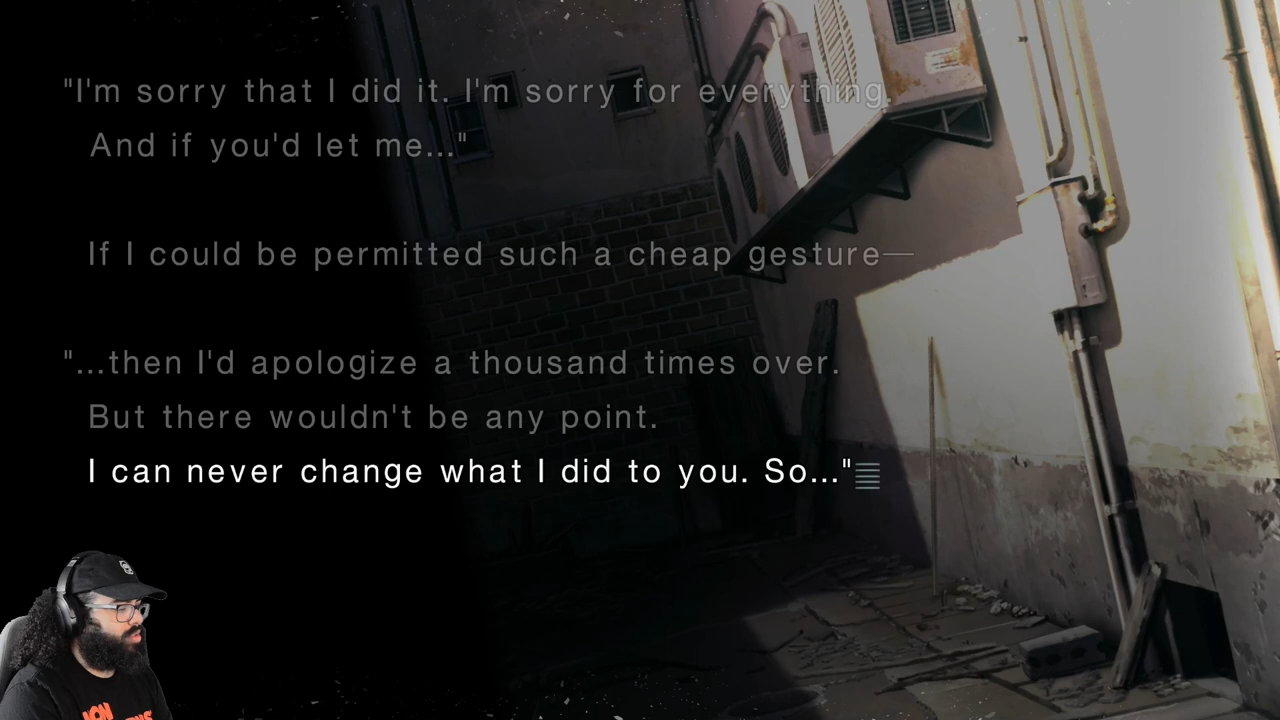 "I'm sorry that I did it. I'm sorry for everything.
And if you'd let me..."
If I could be permitted such a cheap gesture—
"...then I'd apologize a thousand times over.
But there wouldn't be any point.
I can never change what I did to you. So..."